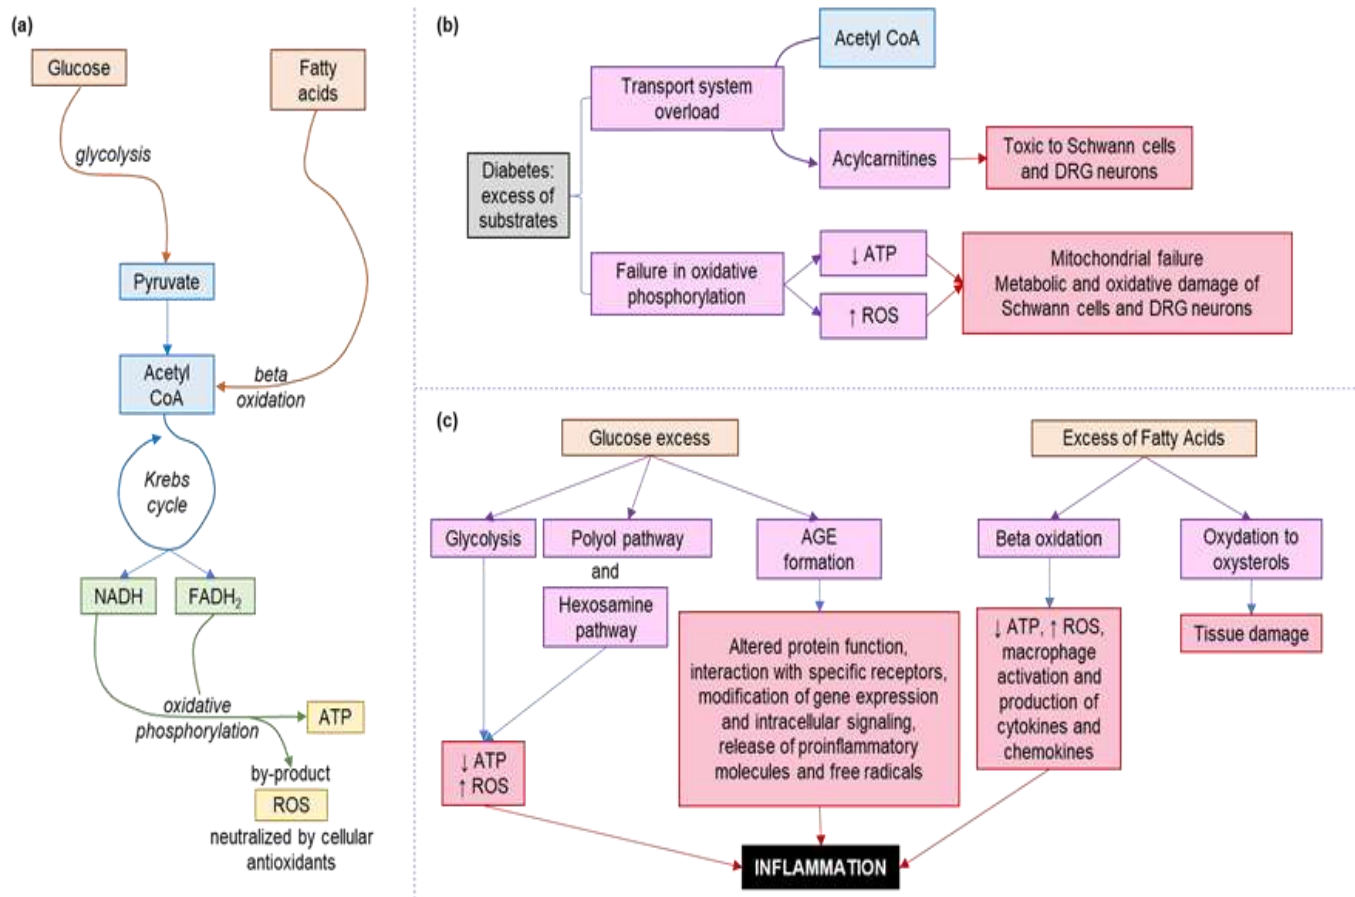 (a)
Glucose
Fatty
acids
glycolysis
Pyruvate
Acetyl
CoA
beta
oxidation
Krebs
cycle
NADH
FADH₂
oxidative
phosphorylation
ATP
by-product
ROS
neutralized by cellular
antioxidants
(b)
Acetyl CoA
Transport system
overload
Acylcarnitines
Toxic to Schwann cells
and DRG neurons
Diabetes:
excess of
substrates
Failure in oxidative
phosphorylation
↓ ATP
↑ ROS
Mitochondrial failure
Metabolic and oxidative damage of
Schwann cells and DRG neurons
(c)
Glucose excess
Excess of Fatty Acids
Glycolysis
Polyol pathway
and
Hexosamine
pathway
AGE
formation
Beta oxidation
Oxydation to
oxysterols
↓ ATP
↑ ROS
Altered protein function,
interaction with specific receptors,
modification of gene expression
and intracellular signaling,
release of proinflammatory
molecules and free radicals
↓ ATP, ↑ ROS,
macrophage
activation and
production of
cytokines and
chemokines
Tissue damage
INFLAMMATION